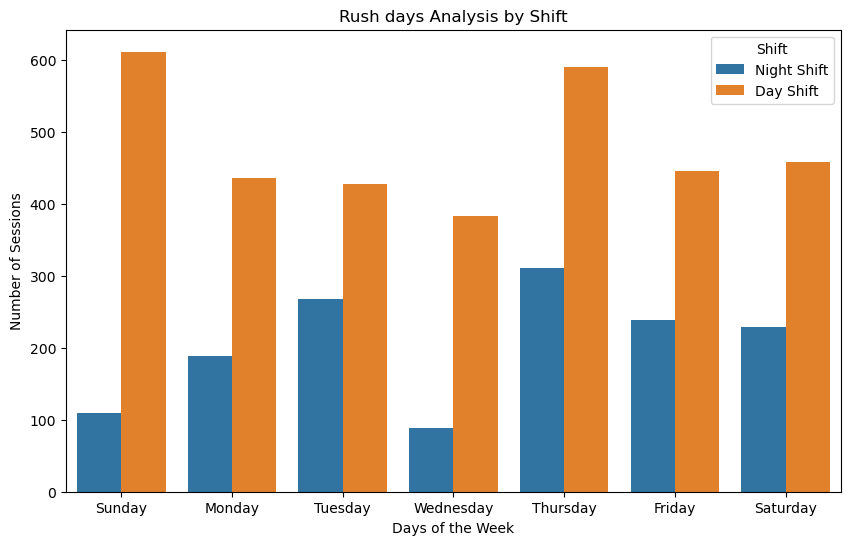 Rush days Analysis by Shift
Shift
Night Shift
Day Shift
Number of Sessions
600
500
400
300
200
100
0
Sunday Monday Tuesday Wednesday Thursday Friday Saturday
Days of the Week